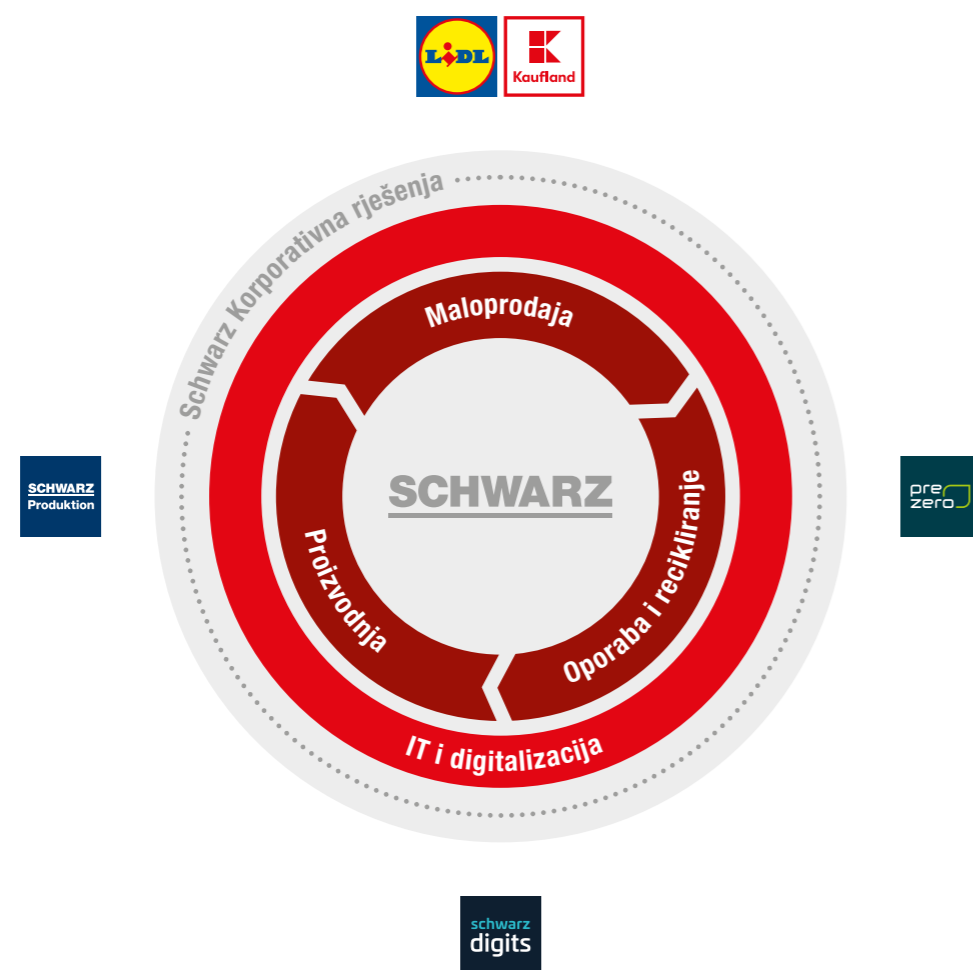 LIDL
Kaufland
Schwarz Korporativna rješenja
Maloprodaja
SCHWARZ
Produktion
SCHWARZ
pre
zero
Proizvodnja
Oporaba i recikliranje
IT i digitalizacija
schwarz
digits